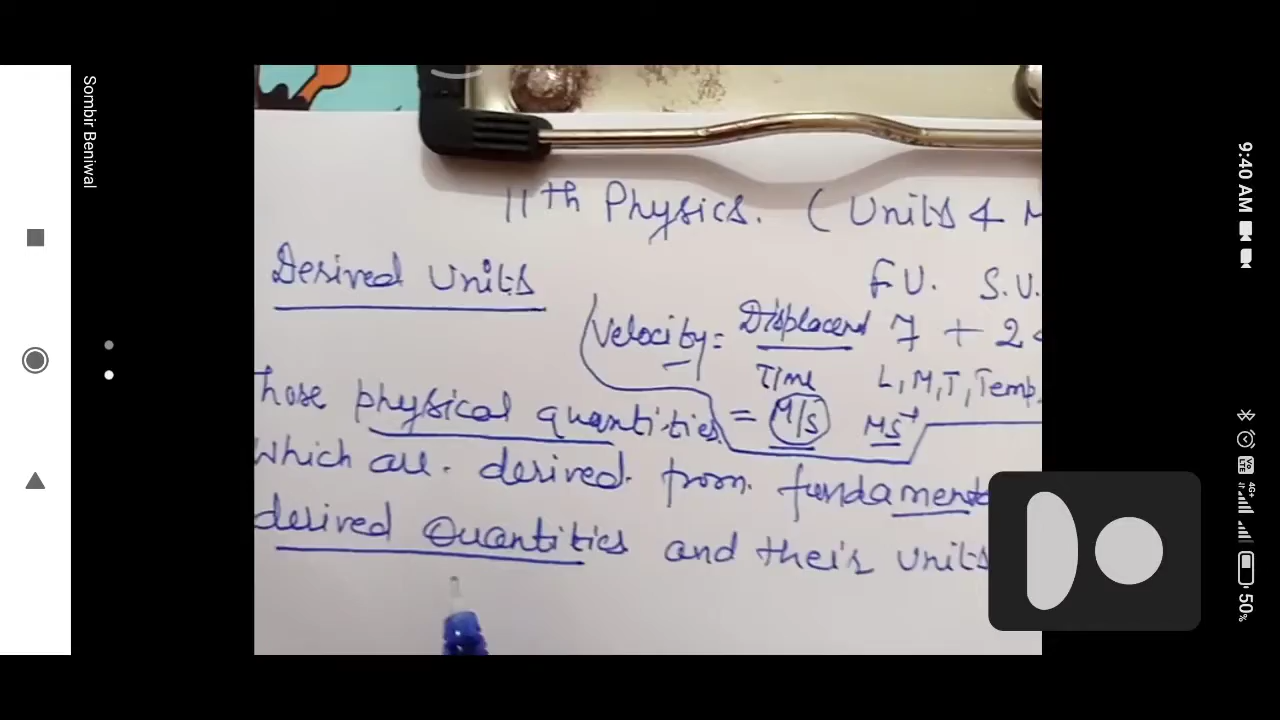 Sombir Beniwal
11th Physics. (Units &
Derived Units
F.U. S.U.
Velocity = Displacement 7 + 2
Time L, M, T, Temp.
= M/S MS⁻¹
Those physical quantities
which are derived from
derived Quantities and their units
9:40 AM
4G+
50%